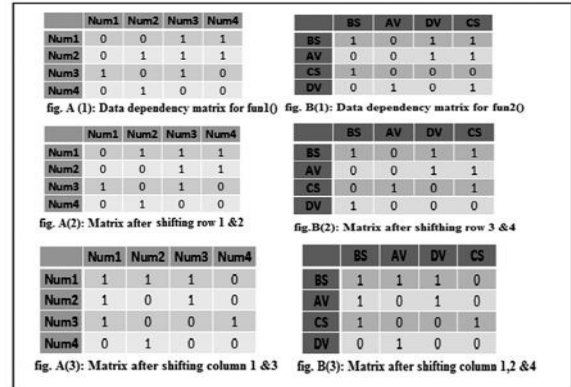 Num1 Num2 Num3 Num4
Num1 0 0 1 1
Num2 0 1 1 1
Num3 1 0 1 0
Num4 0 1 0 0
fig. A (1): Data dependency matrix for fun1()
BS AV DV CS
BS 1 0 1 1
AV 0 0 1 1
CS 1 0 0 0
DV 0 1 0 1
fig. B(1): Data dependency matrix for fun2()
Num1 Num2 Num3 Num4
Num1 0 1 1 1
Num2 0 0 1 1
Num3 1 0 1 0
Num4 0 1 0 0
fig. A(2): Matrix after shifting row 1 &2
BS AV DV CS
BS 1 0 1 1
AV 0 0 1 1
CS 0 1 0 1
DV 1 0 0 0
fig.B(2): Matrix after shifthing row 3 &4
Num1 Num2 Num3 Num4
Num1 1 1 1 0
Num2 1 0 1 0
Num3 1 0 0 1
Num4 0 1 0 0
fig. A(3): Matrix after shifting column 1 &3
BS AV DV CS
BS 1 1 1 0
AV 1 0 1 0
CS 1 0 0 1
DV 0 1 0 0
fig. B(3): Matrix after shifting column 1,2 &4